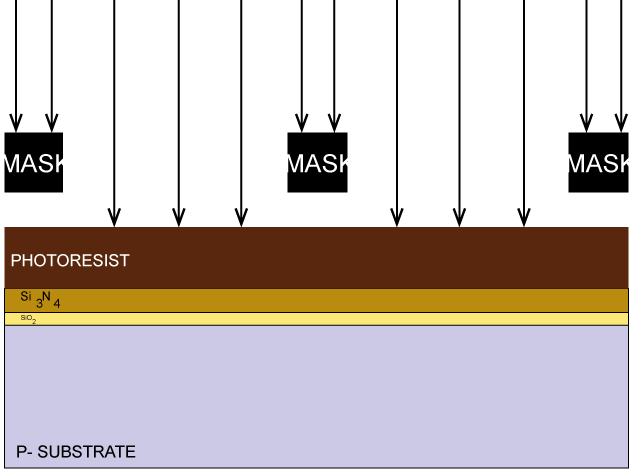 MASK MASK MASK
PHOTORESIST
Si3N4
SiO2
P- SUBSTRATE